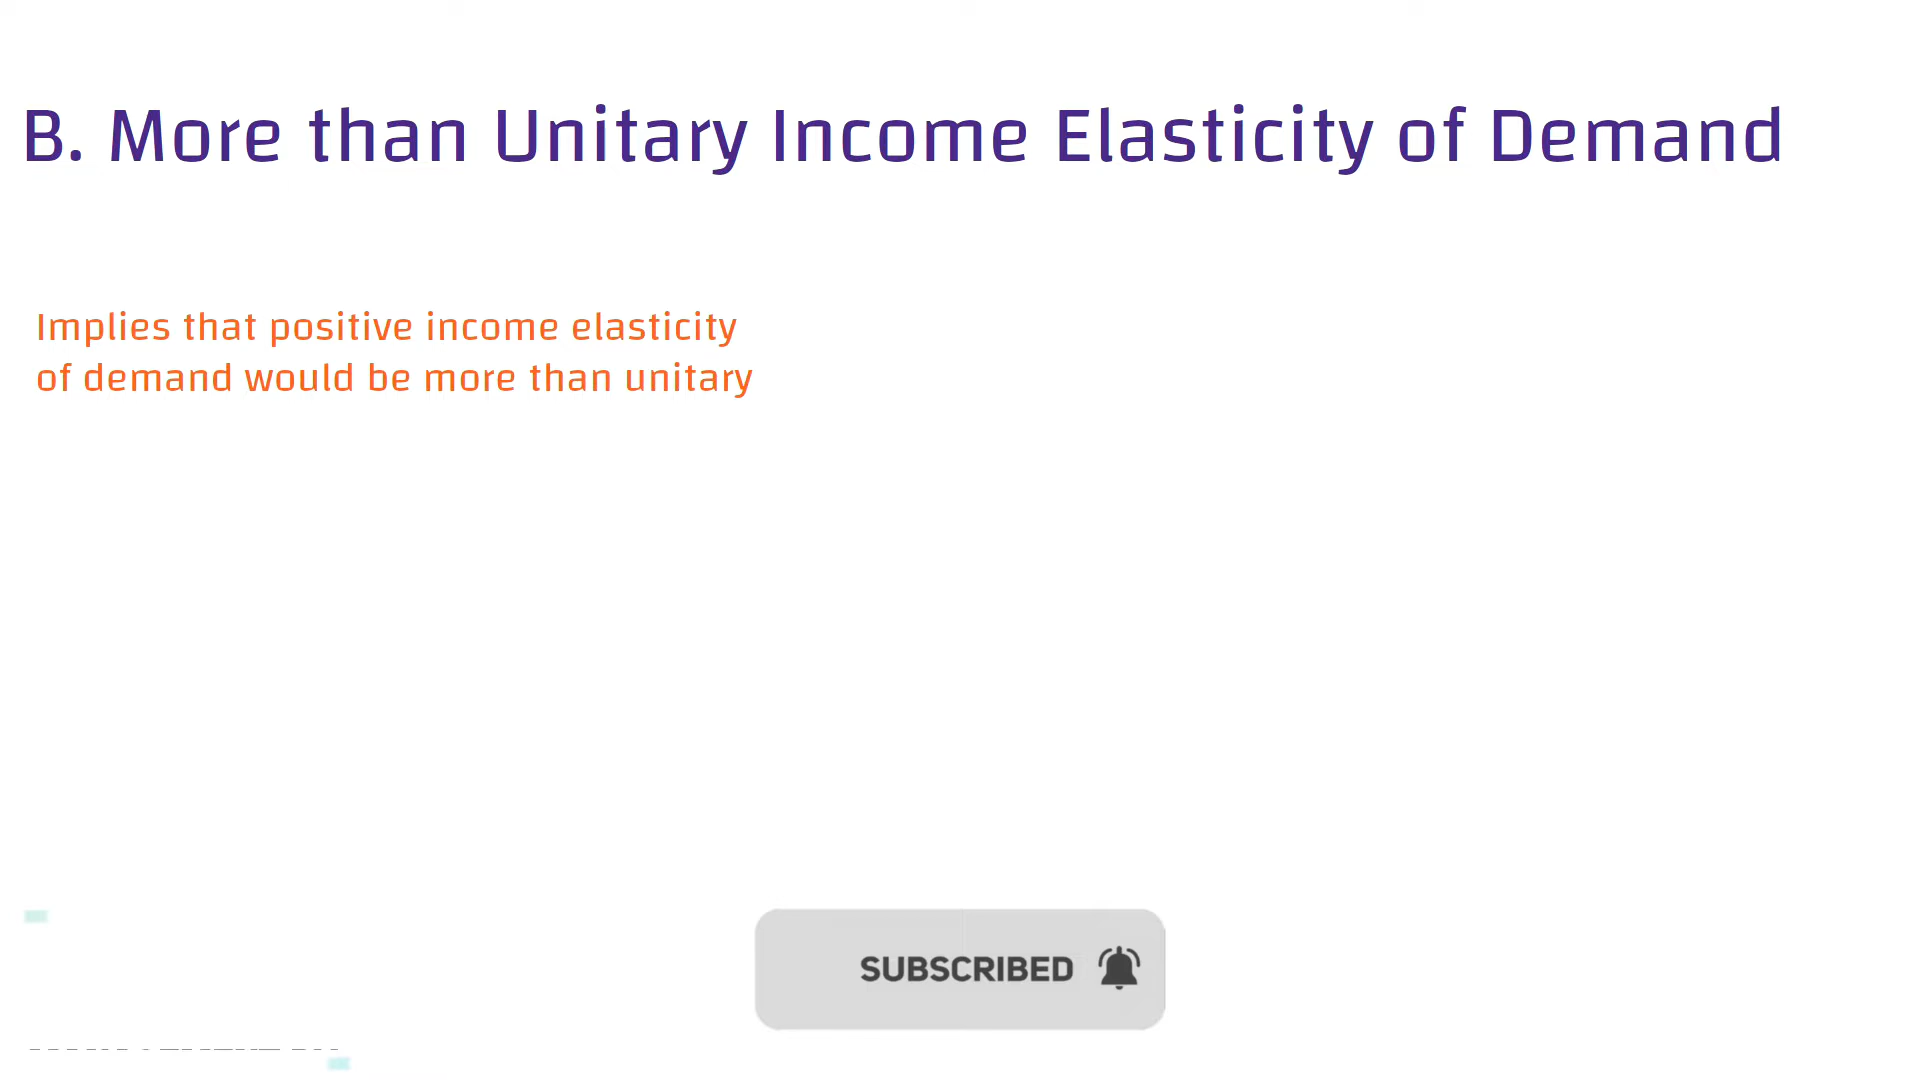 B. More than Unitary Income Elasticity of Demand
Implies that positive income elasticity
of demand would be more than unitary
SUBSCRIBED